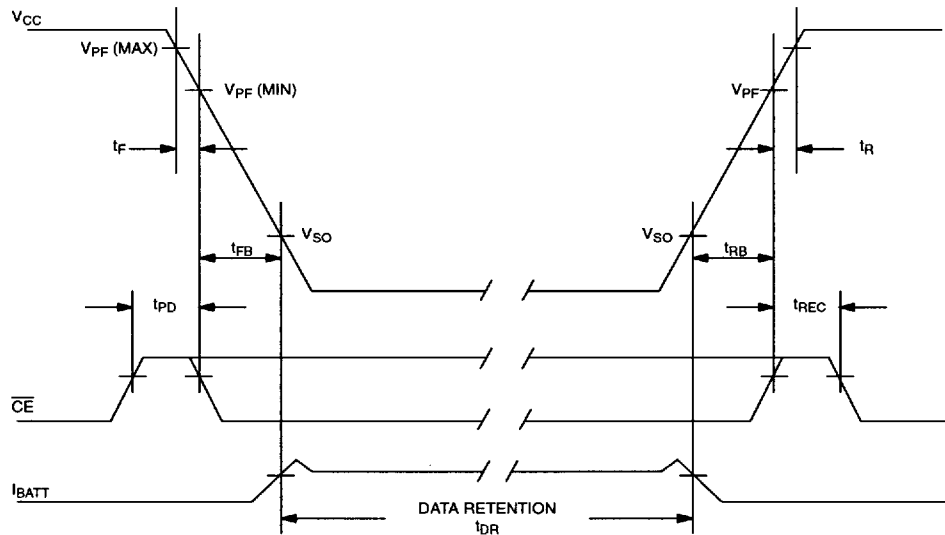 VCC
VPF (MAX)
VPF (MIN)
VPF
tF
tR
VSO
VSO
tFB
tRB
tPD
tREC
CE
IBATT
DATA RETENTION
tDR